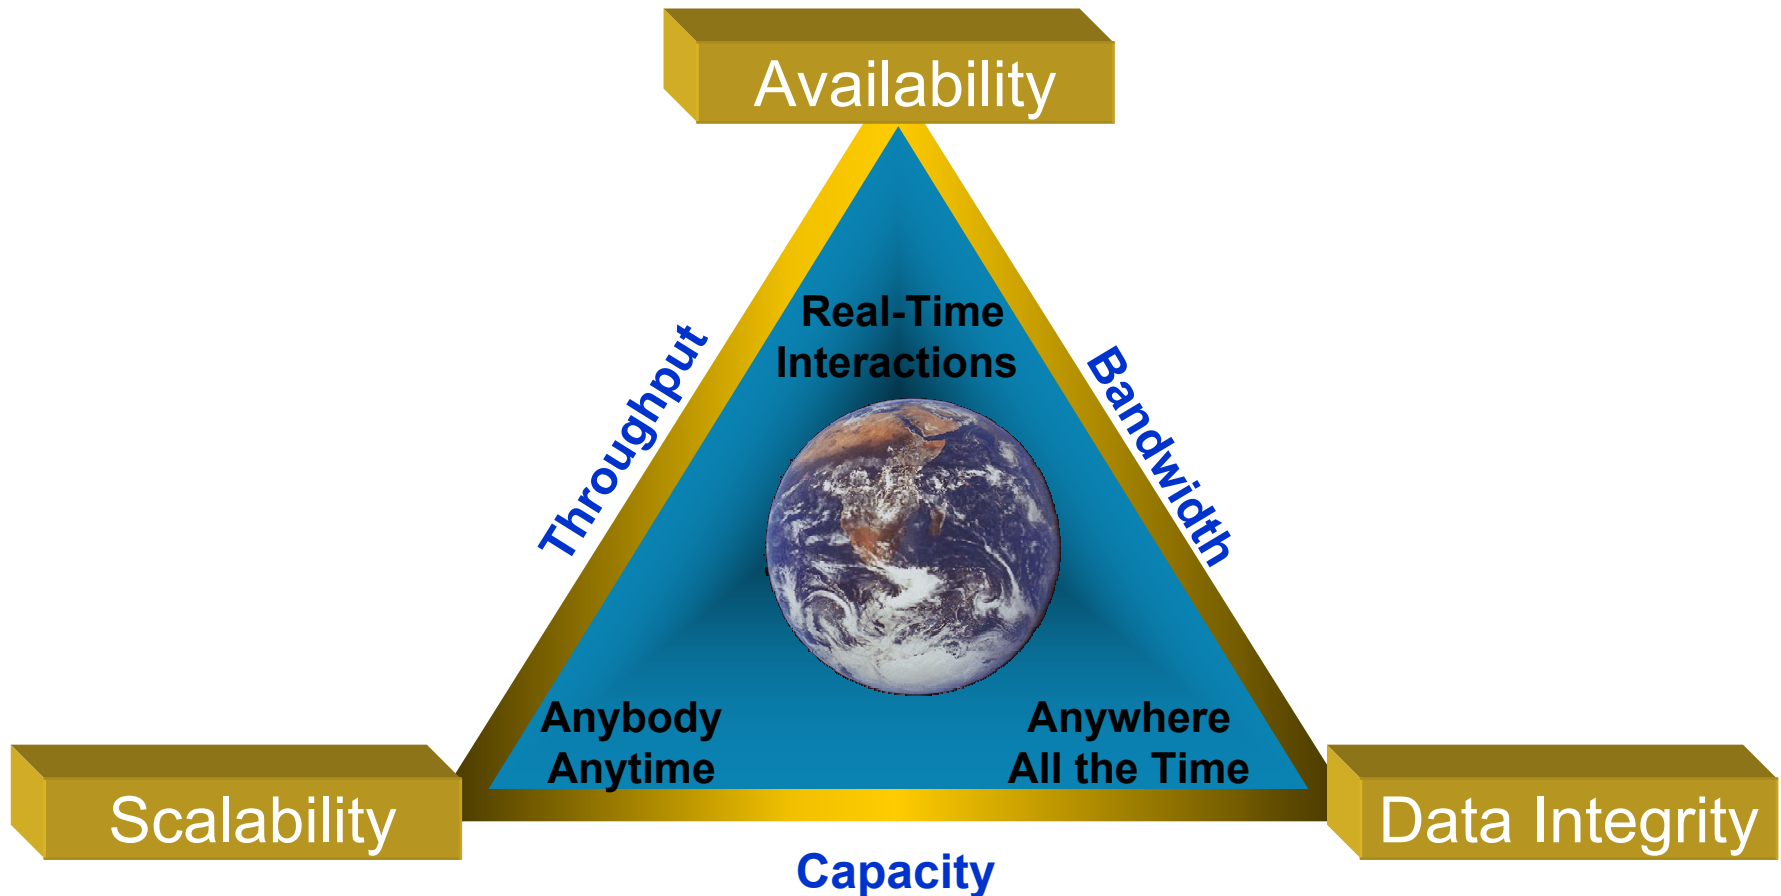 Availability
Real-Time
Interactions
Throughput
Bandwidth
Anybody
Anytime
Anywhere
All the Time
Scalability
Data Integrity
Capacity